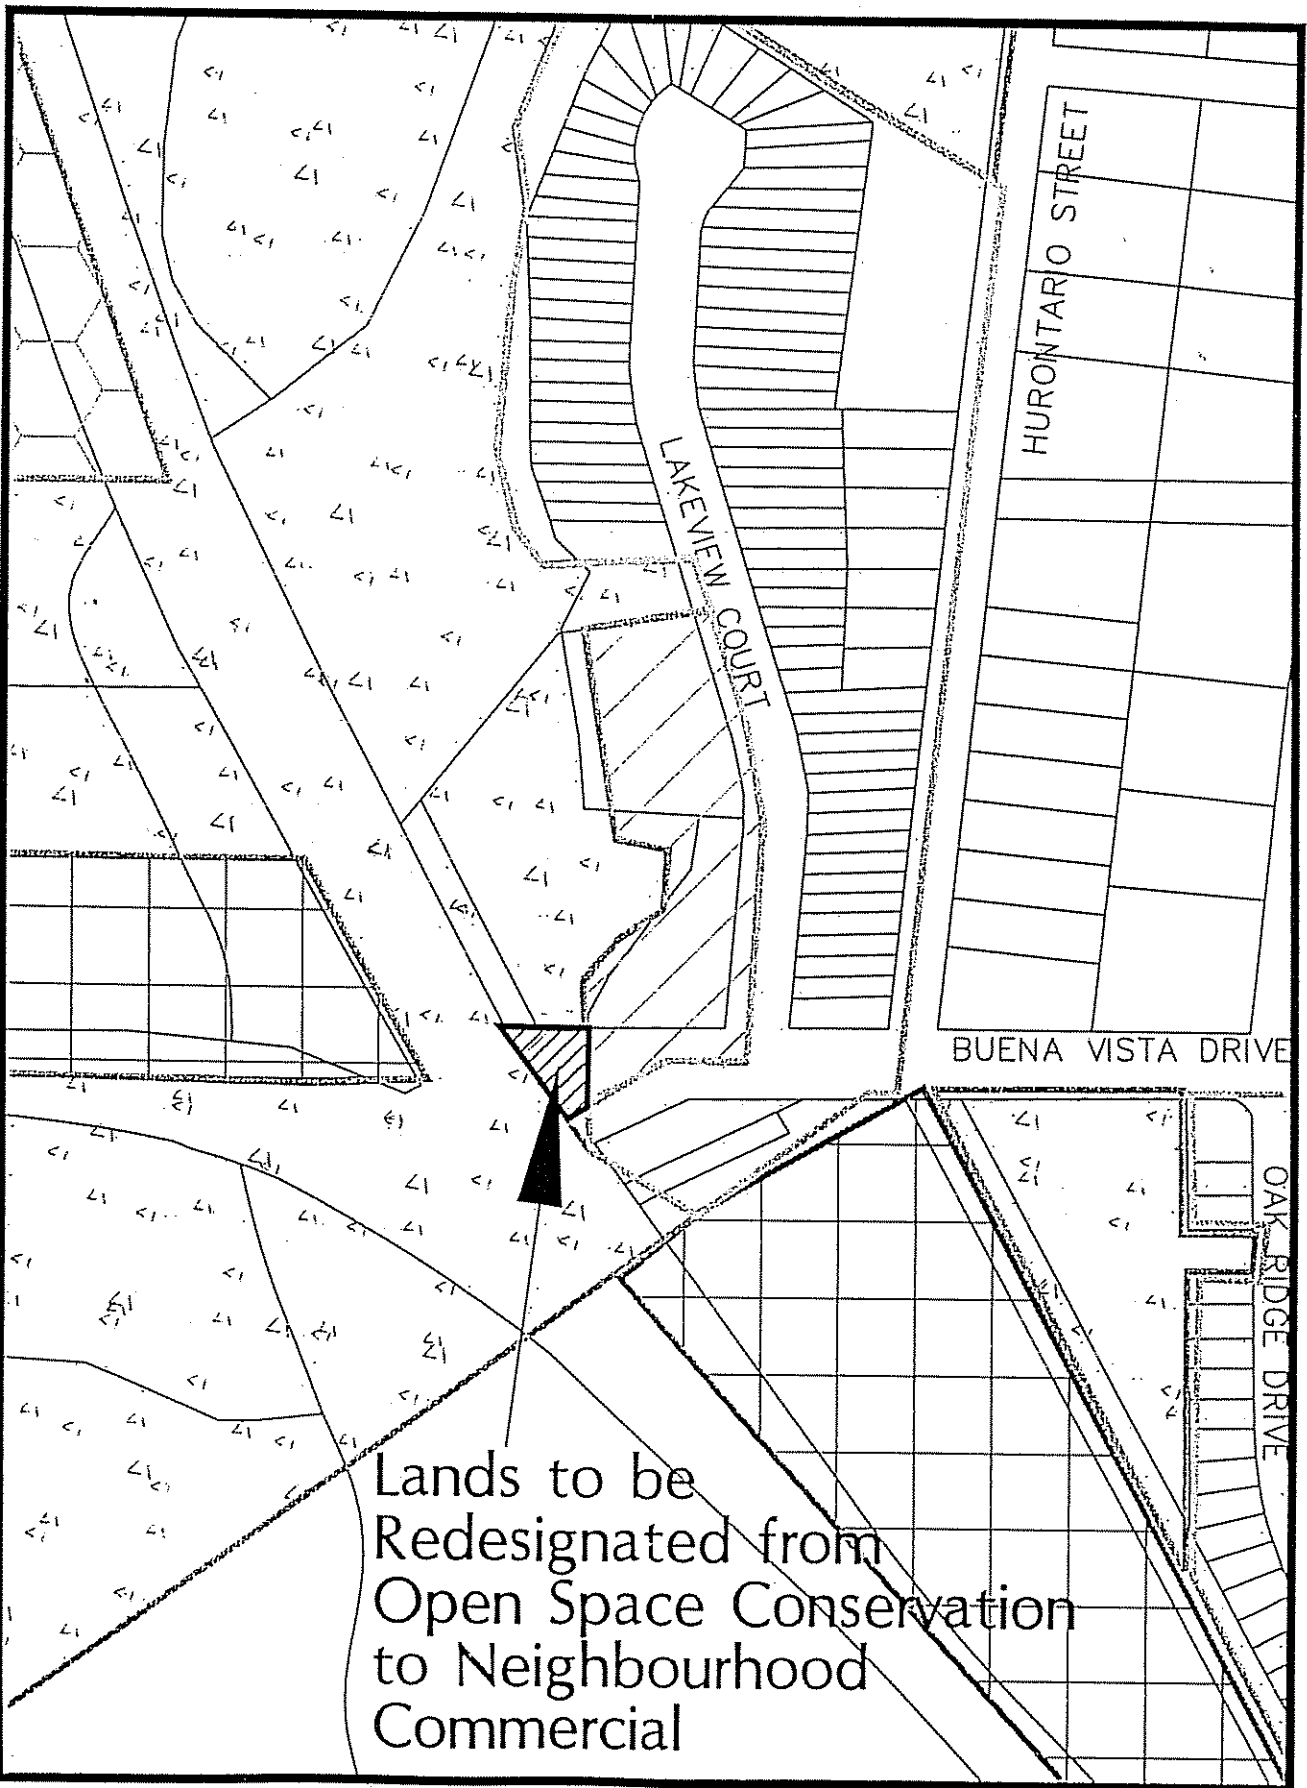 HURONTARIO STREET
LAKEVIEW COURT
BUENA VISTA DRIVE
OAK RIDGE DRIVE
Lands to be
Redesignated from
Open Space Conservation
to Neighbourhood
Commercial